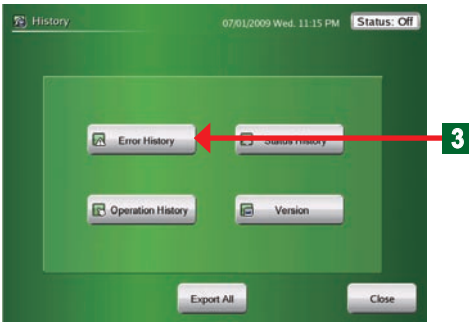 History 07/01/2009 Wed. 11:15 PM Status: Off
Error History Status History 3
Operation History Version
Export All Close